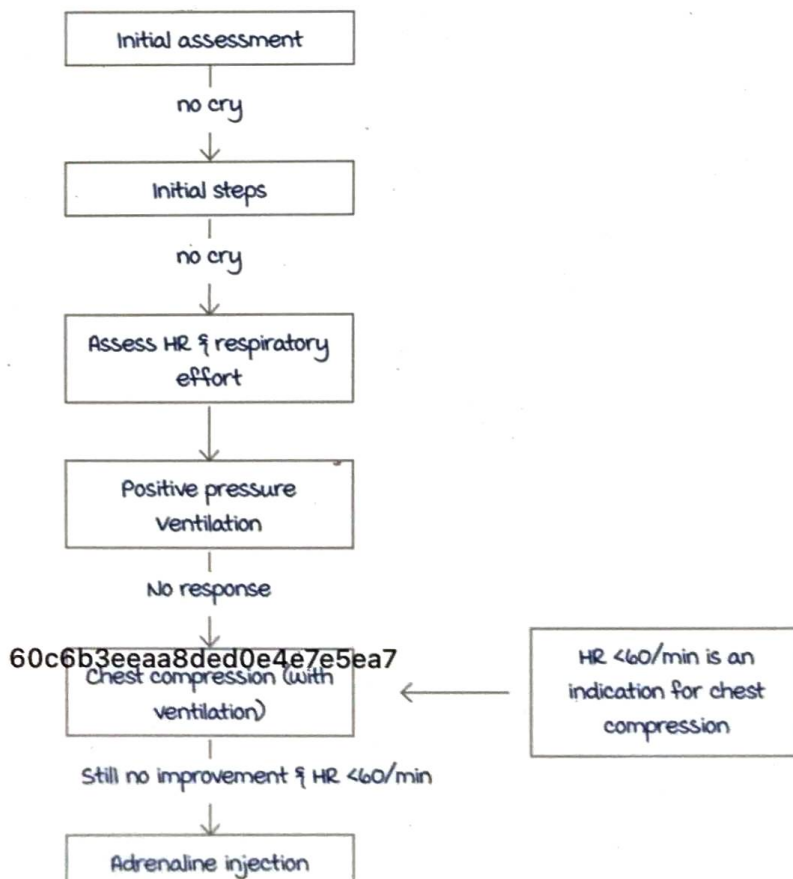 Initial assessment
no cry
Initial steps
no cry
Assess HR & respiratory
effort
Positive pressure
ventilation
No response
60c6b3eeaa8ded0e4e7e5ea7
Chest compression (with
ventilation)
HR <60/min is an
indication for chest
compression
Still no improvement & HR <60/min
Adrenaline injection